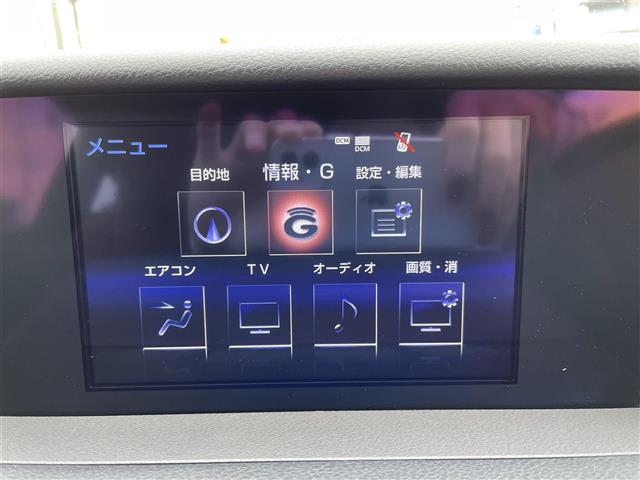 メニュー
DCM
DCM
目的地
情報・G
設定・編集
G
エアコン
TV
オーディオ
画質・消